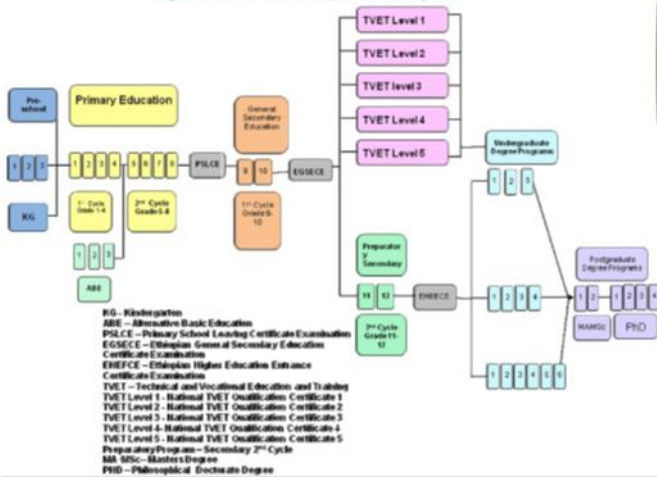 TVET Level 1
TVET Level 2
TVET level 3
TVET Level 4
TVET Level 5
Pre-school
1 2 3
KG
Primary Education
1 2 3 4
5 6 7 8
1st Cycle Grade 1-4
2nd Cycle Grade 5-8
1 2 3
ABE
PSLCE
General Secondary Education
9 10
1st Cycle Grade 9-10
EGSECE
Preparatory Secondary
11 12
2nd Cycle Grade 11-12
Undergraduate Degree Programs
1 2 3
1 2 3 4
1 2 3 4 5 6
Postgraduate Degree Programs
1 2
1 2 3 4
PhD
KG - Kindergarten
ABE – Alternative Basic Education
PSLCE – Primary School Leaving Certificate Examination
EGSECE – Ethiopian General Secondary Education
Certificate Examination
– Ethiopian Higher Education Entrance
Certificate Examination
TVET – Technical and Vocational Education and Training
TVET Level 1 - National TVET Qualification Certificate 1
TVET Level 2 - National TVET Qualification Certificate 2
TVET Level 3 - National TVET Qualification Certificate 3
TVET Level 4- National TVET Qualification Certificate 4
TVET Level 5 - National TVET Qualification Certificate 5
Preparatory Program – Secondary 2nd Cycle
MA MSc – Masters Degree
PHD – Philosophical Doctorate Degree